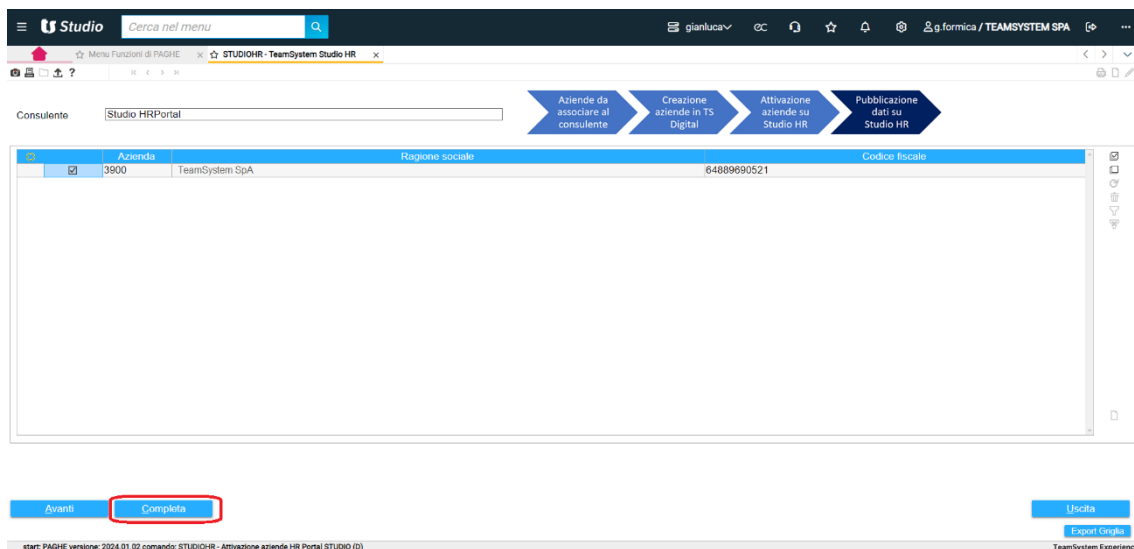 Studio Cerca nel menu gianluca ec g.formica / TEAMSYSTEM SPA
Menu Funzioni di PAGHE × STUDIOHR - TeamSystem Studio HR ×
?
Consulente Studio HRPortal
Aziende da associare al consulente
Creazione aziende in TS Digital
Attivazione aziende su Studio HR
Pubblicazione dati su Studio HR
Azienda Ragione sociale Codice fiscale
3900 TeamSystem SpA 64889690521
Avanti Completa Uscita
Export Griglia
start: PAGHE versione: 2024.01.02 comando: STUDIOHR - Attivazione aziende HR Portal STUDIO (D) TeamSystem Experience